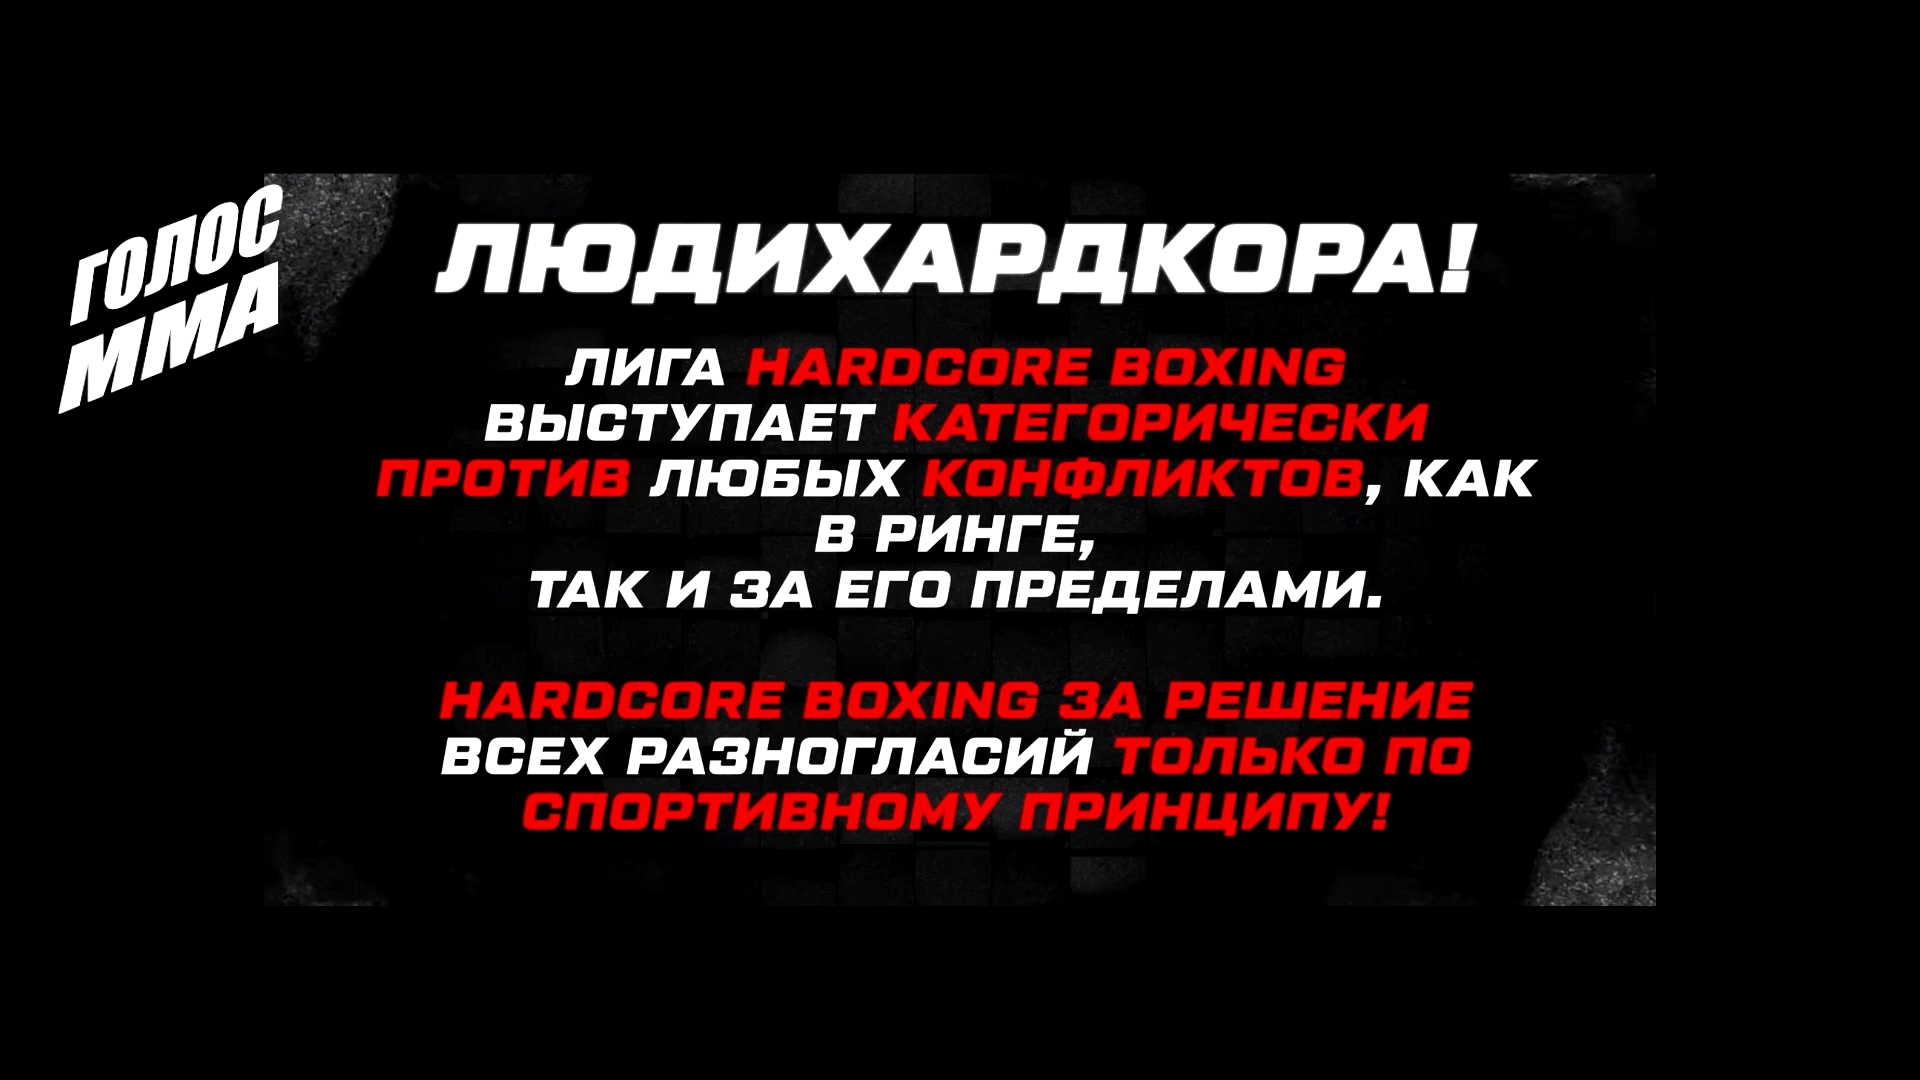 ГОЛОС
ММА
ЛЮДИХАРДКОРА!
ЛИГА HARDCORE BOXING
ВЫСТУПАЕТ КАТЕГОРИЧЕСКИ
ПРОТИВ ЛЮБЫХ КОНФЛИКТОВ, КАК
В РИНГЕ,
ТАК И ЗА ЕГО ПРЕДЕЛАМИ.
HARDCORE BOXING ЗА РЕШЕНИЕ
ВСЕХ РАЗНОГЛАСИЙ ТОЛЬКО ПО
СПОРТИВНОМУ ПРИНЦИПУ!